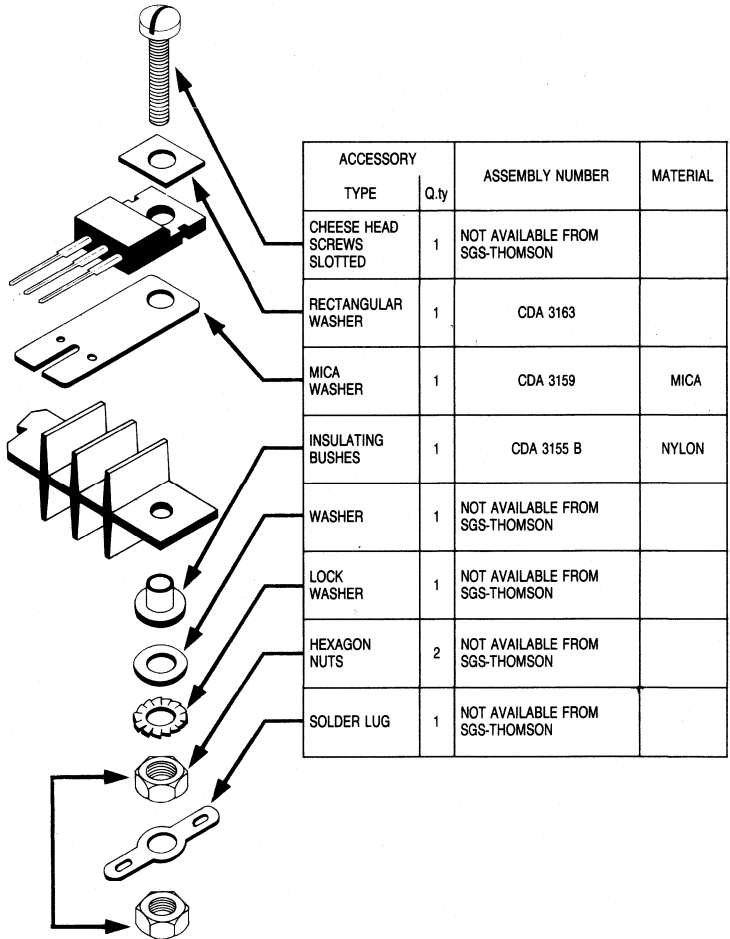 ACCESSORY
TYPE
Q.ty
ASSEMBLY NUMBER
MATERIAL
CHEESE HEAD
SCREWS
SLOTTED
1
NOT AVAILABLE FROM
SGS-THOMSON
RECTANGULAR
WASHER
1
CDA 3163
MICA
WASHER
1
CDA 3159
MICA
INSULATING
BUSHES
1
CDA 3155 B
NYLON
WASHER
1
NOT AVAILABLE FROM
SGS-THOMSON
LOCK
WASHER
1
NOT AVAILABLE FROM
SGS-THOMSON
HEXAGON
NUTS
2
NOT AVAILABLE FROM
SGS-THOMSON
SOLDER LUG
1
NOT AVAILABLE FROM
SGS-THOMSON